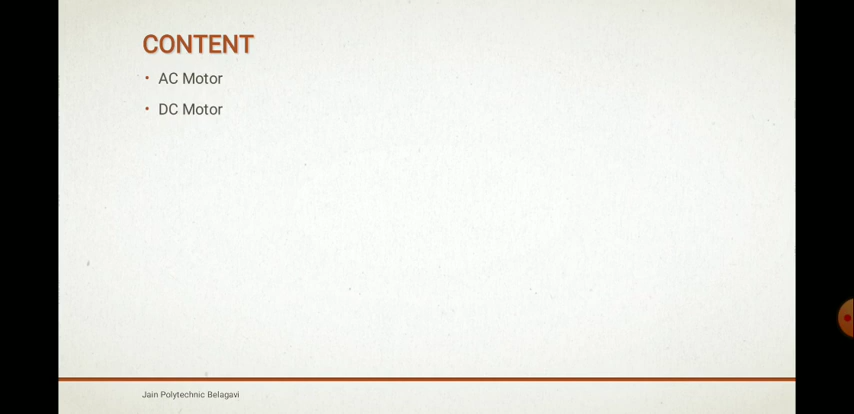 CONTENT
• AC Motor
• DC Motor
Jain Polytechnic Belagavi